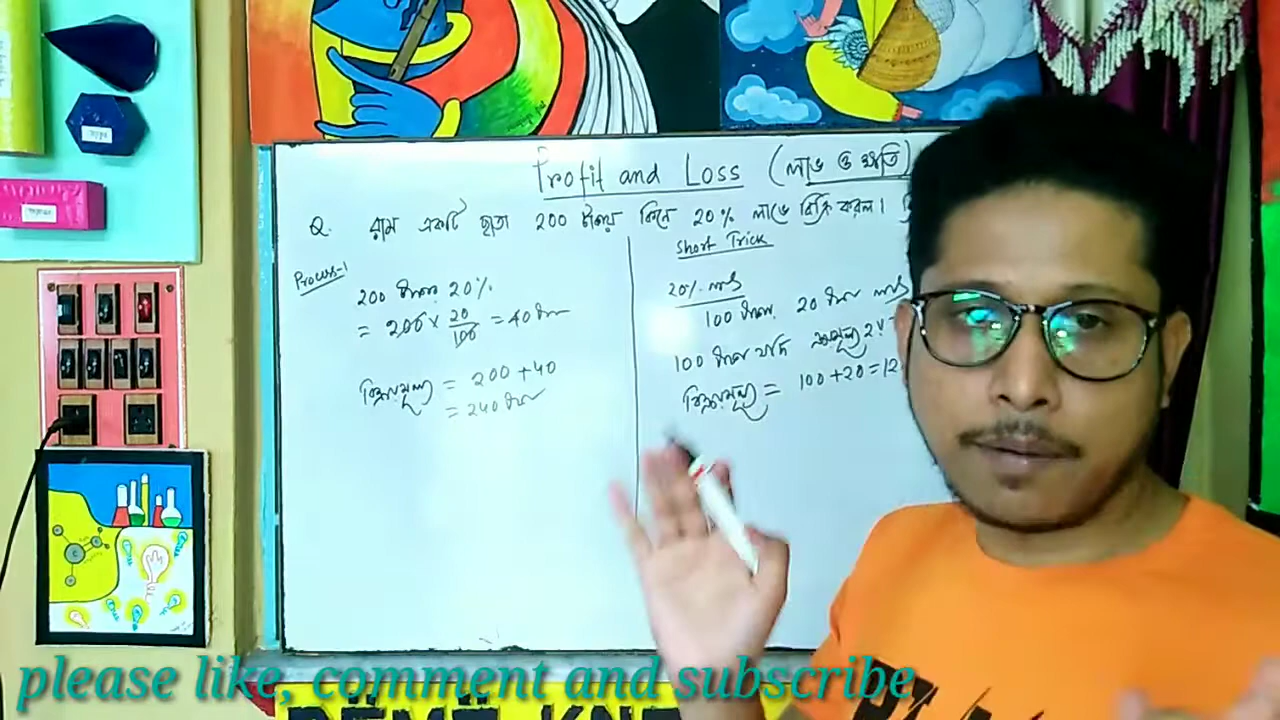 Profit and Loss (লাভ ও ক্ষতি)
Q. রাম একটি ছাতা 200 টাকায় কিনে 20% লাভে বিক্রি করল।
Process-1
200 টাকার 20%
= 200 × 20/100 = 40 টাকা
বিক্রয়মূল্য = 200 + 40
= 240 টাকা
Short Trick
20% লাভ
100 টাকায় 20 টাকা লাভ
100 টাকা যদি ক্রয়মূল্য
বিক্রয়মূল্য = 100 + 20 = 12
please like, comment and subscribe